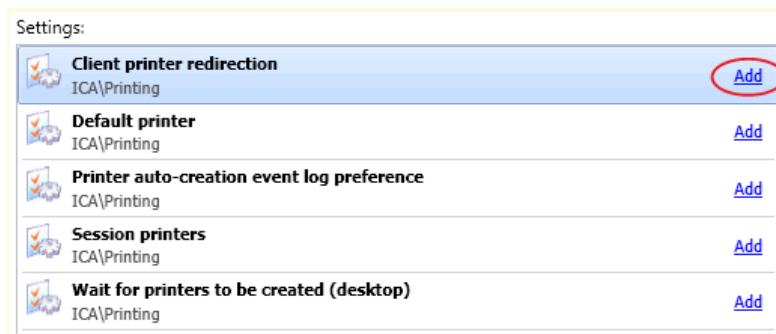 Settings:
Client printer redirection
Add
ICA\Printing
Default printer
Add
ICA\Printing
Printer auto-creation event log preference
Add
ICA\Printing
Session printers
Add
ICA\Printing
Wait for printers to be created (desktop)
Add
ICA\Printing